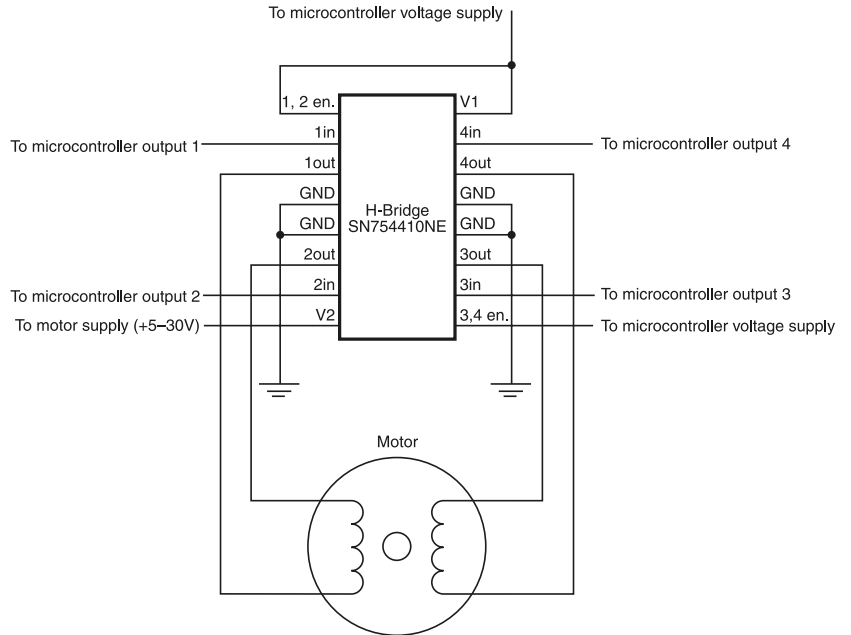 To microcontroller voltage supply
1, 2 en.
V1
1in
4in
To microcontroller output 1
To microcontroller output 4
1out
4out
GND
GND
H-Bridge
SN754410NE
GND
GND
2out
3out
2in
3in
To microcontroller output 2
To microcontroller output 3
V2
3,4 en.
To motor supply (+5–30V)
To microcontroller voltage supply
Motor